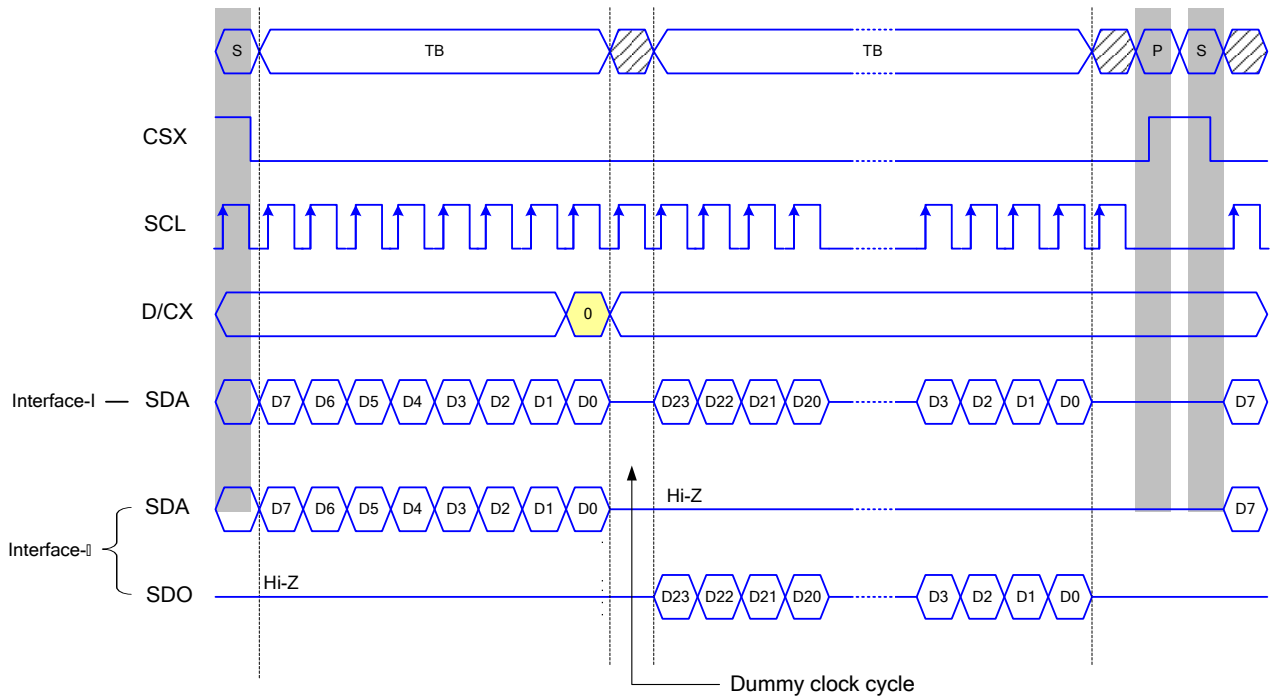 S TB TB P S
CSX
SCL
D/CX 0
Interface-I SDA D7 D6 D5 D4 D3 D2 D1 D0 D23 D22 D21 D20 D3 D2 D1 D0 D7
SDA D7 D6 D5 D4 D3 D2 D1 D0 Hi-Z D7
Interface-▯
SDO Hi-Z D23 D22 D21 D20 D3 D2 D1 D0
Dummy clock cycle